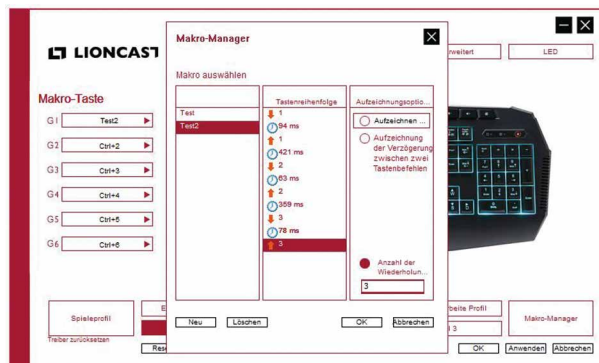 LIONCAST
Makro-Manager
rweitert
LED
Makro auswählen
Makro-Taste
Tastenreihenfolge
Aufzeichnungsoptio...
Test
Test2
1
94 ms
1
421 ms
2
63 ms
2
359 ms
3
78 ms
3
Aufzeichnen ...
Aufzeichnung
der Verzögerung
zwischen zwei
Tastenbefehlen
Anzahl der
Wiederholun...
3
G1 Test2
G2 Ctrl+2
G3 Ctrl+3
G4 Ctrl+4
G5 Ctrl+5
G6 Ctrl+6
Neu
Löschen
OK
Abbrechen
Spieleprofil
E
beite Profil
l 3
Makro-Manager
Treiber zurücksetzen
Res
OK
Anwenden
Abbrechen